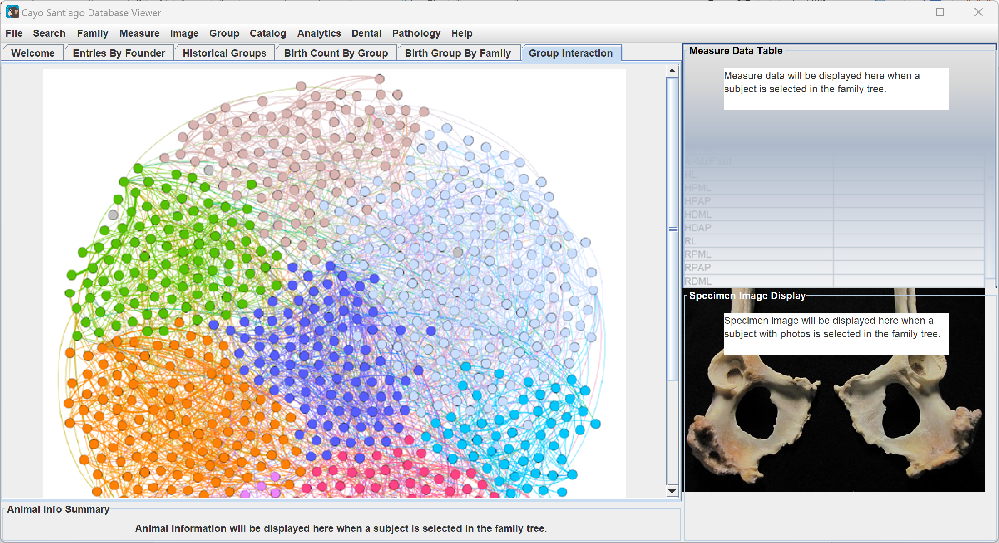 Cayo Santiago Database Viewer
File Search Family Measure Image Group Catalog Analytics Dental Pathology Help
Welcome Entries By Founder Historical Groups Birth Count By Group Birth Group By Family Group Interaction
Measure Data Table
Measure data will be displayed here when a
subject is selected in the family tree.
Al-MxF sut
HL
HPML
HPAP
HDML
HDAP
RL
RPML
RPAP
RDML
Specimen Image Display
Specimen image will be displayed here when a
subject with photos is selected in the family tree.
Animal Info Summary
Animal information will be displayed here when a subject is selected in the family tree.